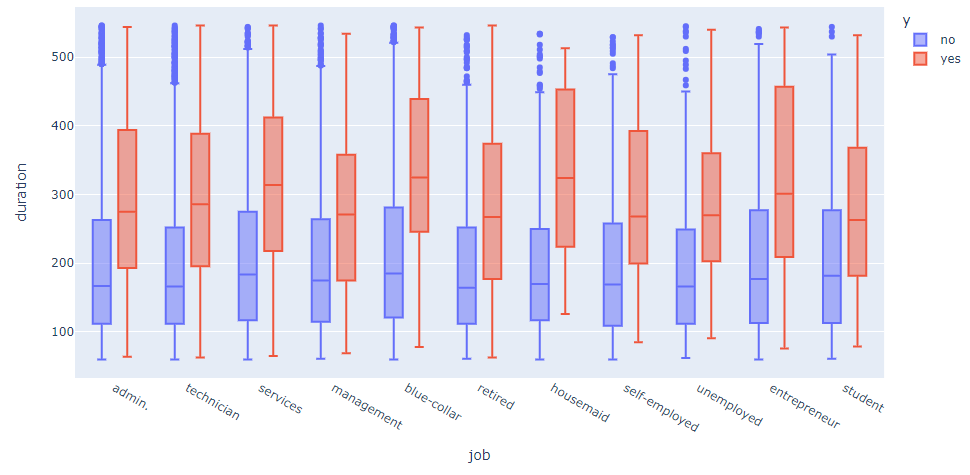 y
no
yes
500
400
300
200
100
duration
admin.
technician
services
management
blue-collar
retired
housemaid
self-employed
unemployed
entrepreneur
student
job